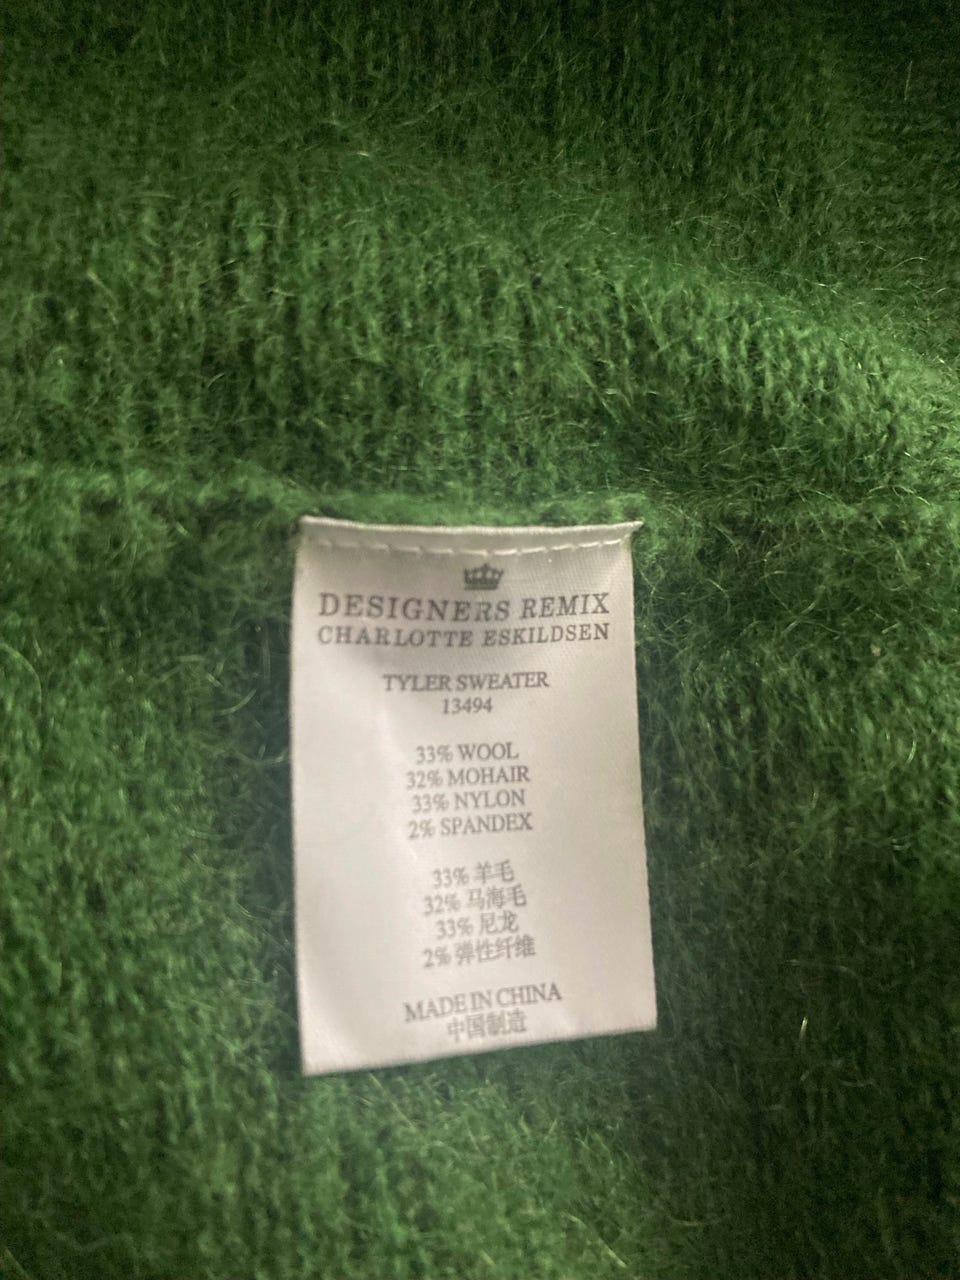 DESIGNERS REMIX
CHARLOTTE ESKILDSEN
TYLER SWEATER
13494
33% WOOL
32% MOHAIR
33% NYLON
2% SPANDEX
33% 羊毛
32% 马海毛
33% 尼龙
2% 弹性纤维
MADE IN CHINA
中国制造